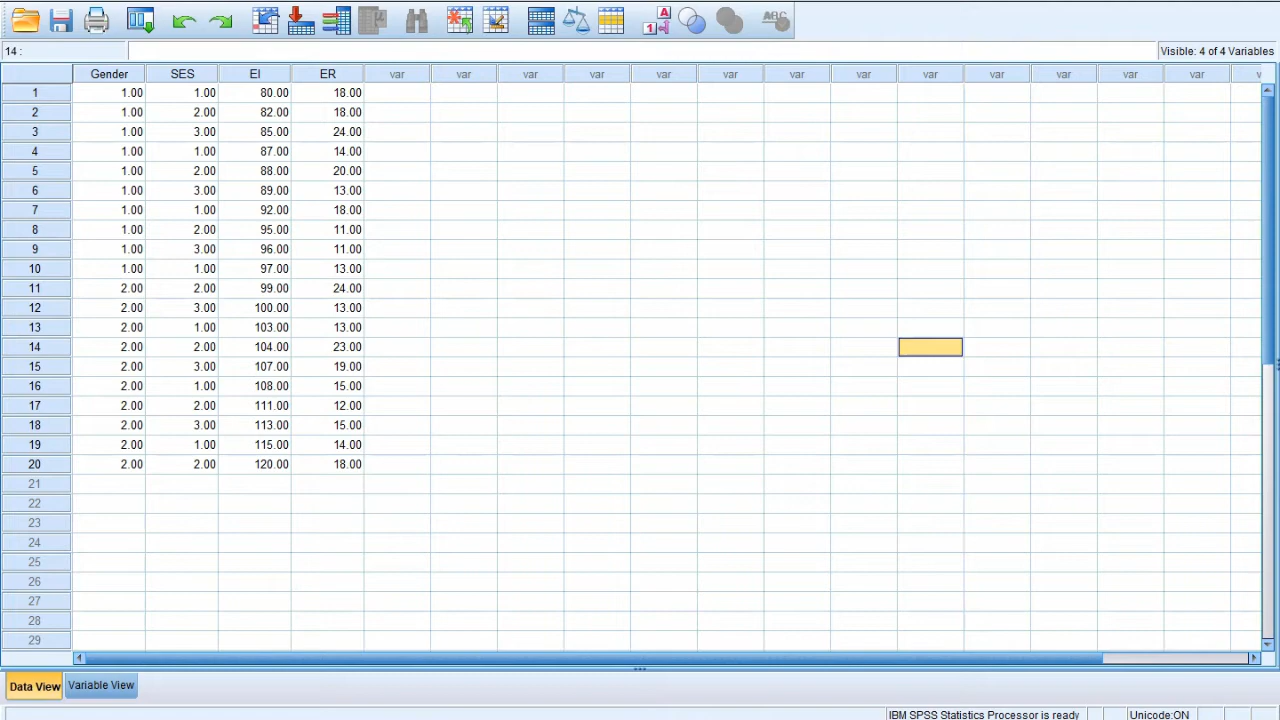 A
1
ABC
14 :
Visible: 4 of 4 Variables
Gender SES EI ER var var var var var var var var var var var var var
1 1.00 1.00 80.00 18.00
2 1.00 2.00 82.00 18.00
3 1.00 3.00 85.00 24.00
4 1.00 1.00 87.00 14.00
5 1.00 2.00 88.00 20.00
6 1.00 3.00 89.00 13.00
7 1.00 1.00 92.00 18.00
8 1.00 2.00 95.00 11.00
9 1.00 3.00 96.00 11.00
10 1.00 1.00 97.00 13.00
11 2.00 2.00 99.00 24.00
12 2.00 3.00 100.00 13.00
13 2.00 1.00 103.00 13.00
14 2.00 2.00 104.00 23.00
15 2.00 3.00 107.00 19.00
16 2.00 1.00 108.00 15.00
17 2.00 2.00 111.00 12.00
18 2.00 3.00 113.00 15.00
19 2.00 1.00 115.00 14.00
20 2.00 2.00 120.00 18.00
21
22
23
24
25
26
27
28
29
Data View Variable View
IBM SPSS Statistics Processor is ready Unicode:ON